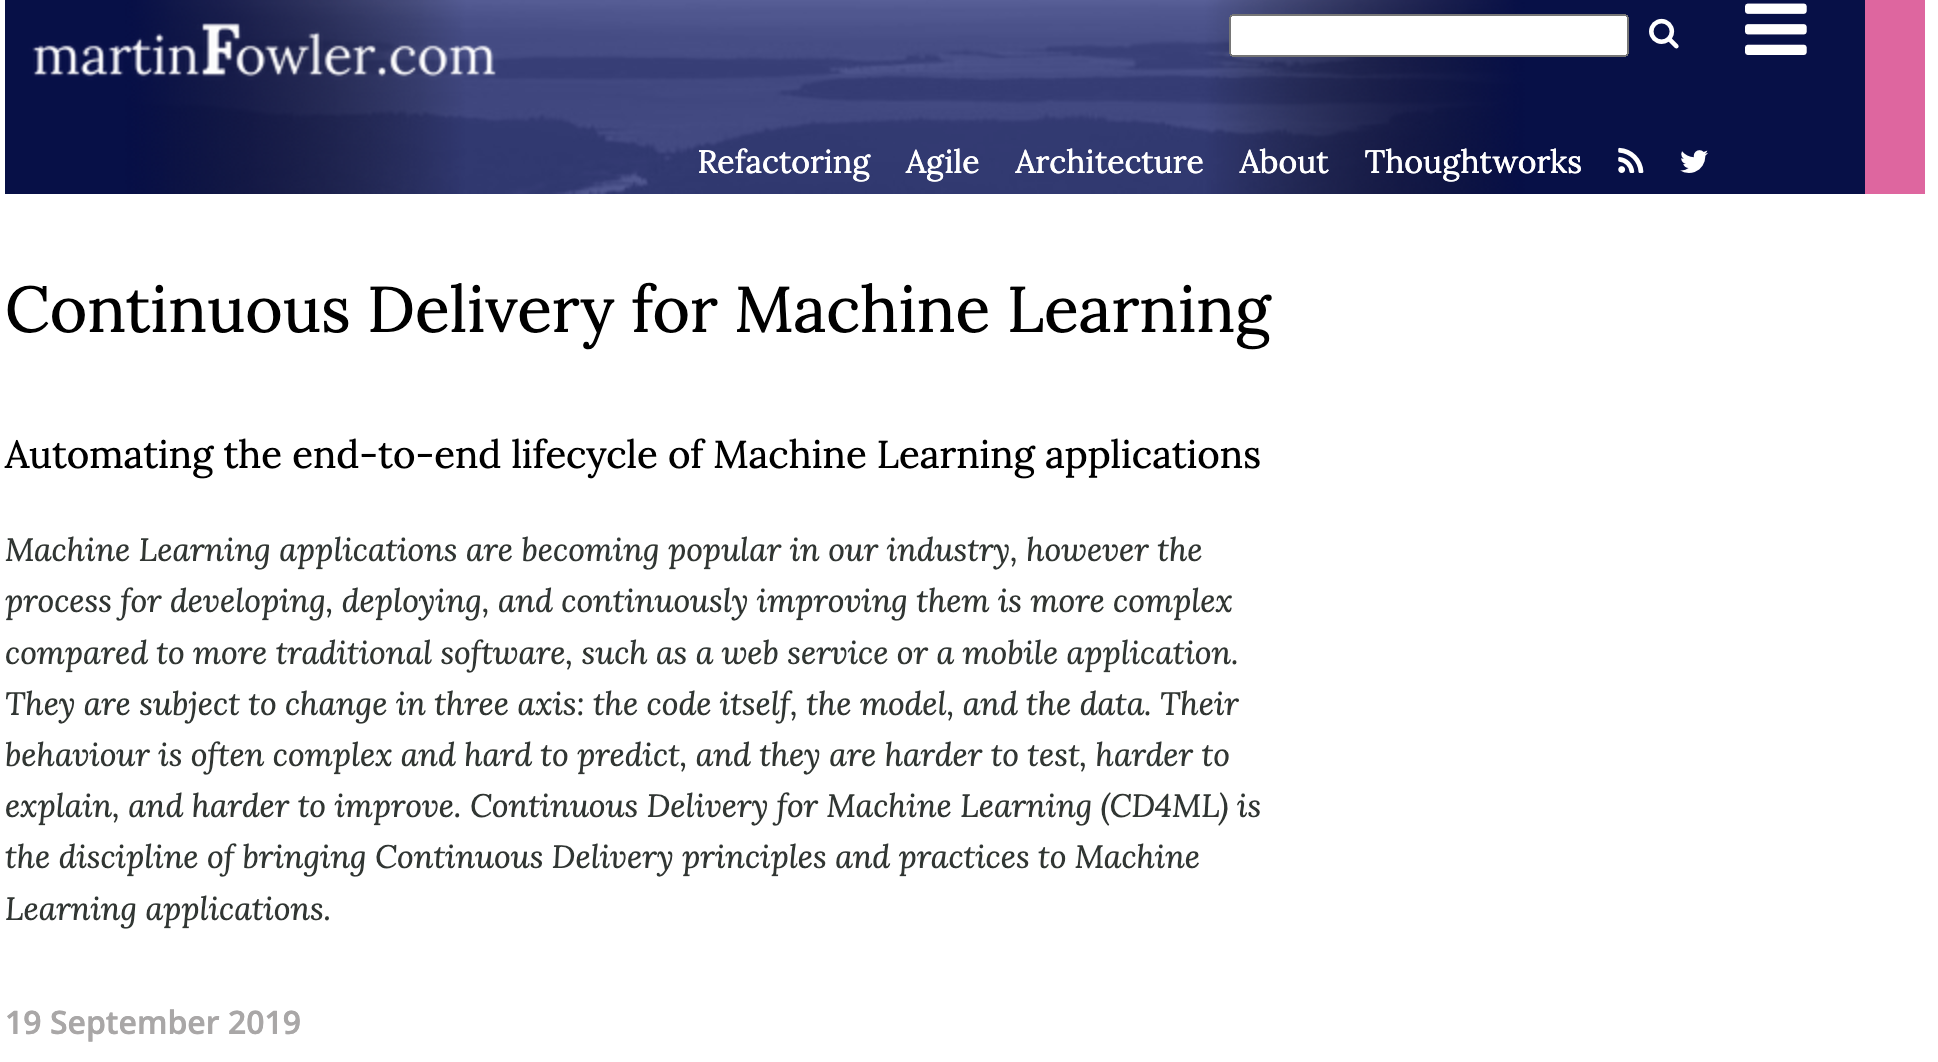 martinFowler.com
Refactoring Agile Architecture About Thoughtworks
Continuous Delivery for Machine Learning
Automating the end-to-end lifecycle of Machine Learning applications
Machine Learning applications are becoming popular in our industry, however the
process for developing, deploying, and continuously improving them is more complex
compared to more traditional software, such as a web service or a mobile application.
They are subject to change in three axis: the code itself, the model, and the data. Their
behaviour is often complex and hard to predict, and they are harder to test, harder to
explain, and harder to improve. Continuous Delivery for Machine Learning (CD4ML) is
the discipline of bringing Continuous Delivery principles and practices to Machine
Learning applications.
19 September 2019